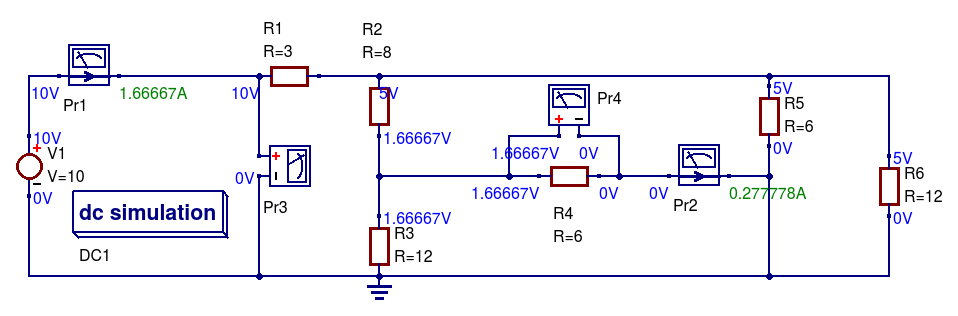 R1
R=3
R2
R=8
Pr1
10V
1.66667A
10V
5V
Pr4
5V
R5
R=6
10V
V1
V=10
0V
1.66667V
1.66667V
0V
0V
0V
Pr3
1.66667V
0V
0V
Pr2
0.277778A
5V
R6
R=12
0V
dc simulation
DC1
1.66667V
R3
R=12
R4
R=6